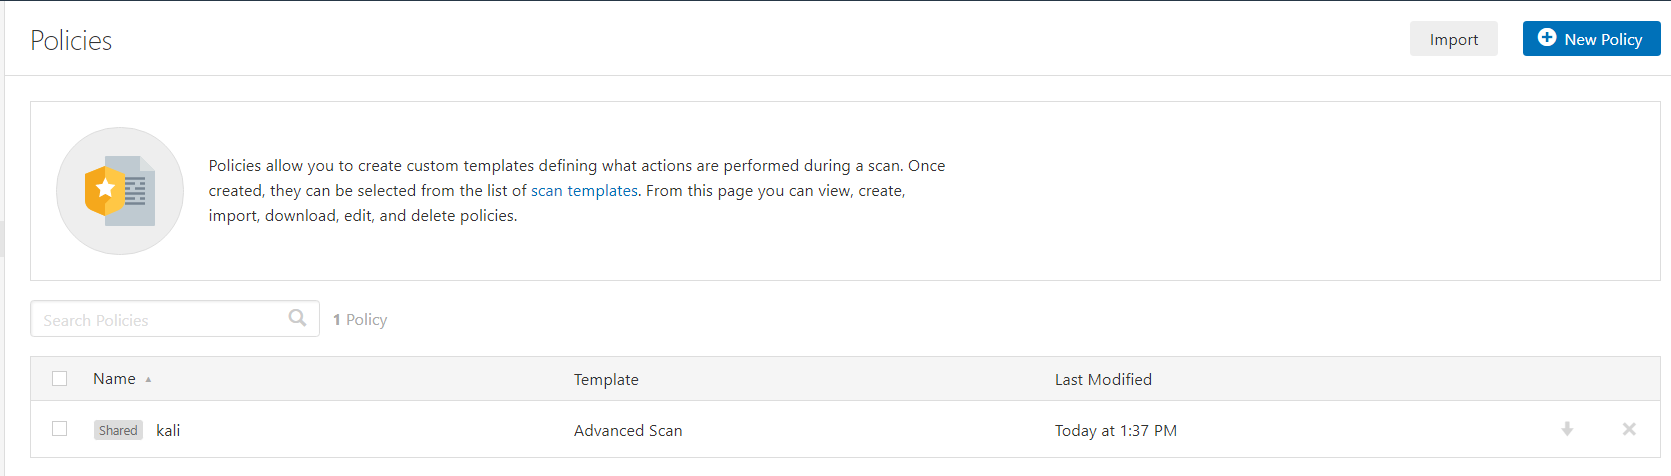 Policies
Import
New Policy
Policies allow you to create custom templates defining what actions are performed during a scan. Once
created, they can be selected from the list of scan templates. From this page you can view, create,
import, download, edit, and delete policies.
Search Policies
1 Policy
Name
Template
Last Modified
Shared
kali
Advanced Scan
Today at 1:37 PM